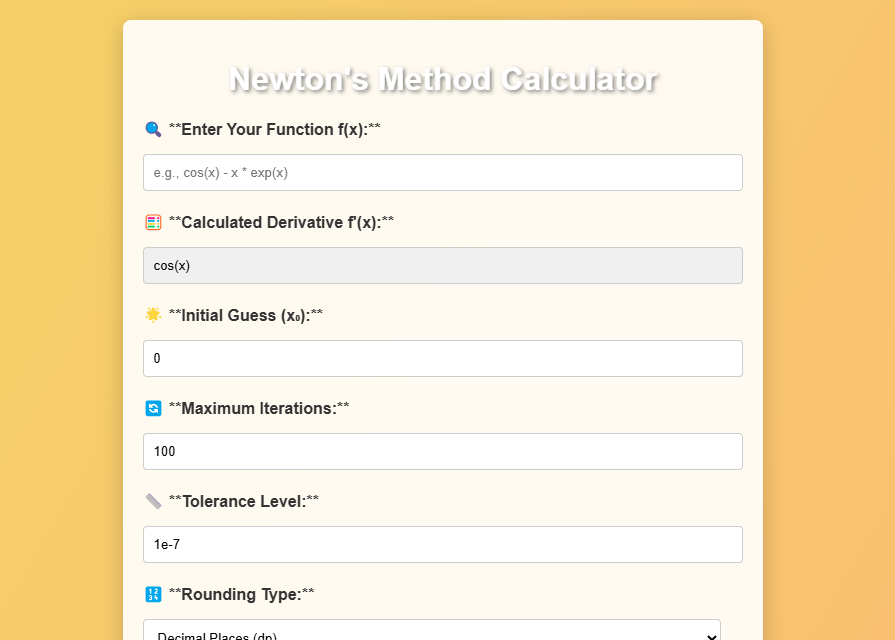 Newton's Method Calculator
🔍 **Enter Your Function f(x):**
e.g., cos(x) - x * exp(x)
🧮 **Calculated Derivative f'(x):**
cos(x)
🌟 **Initial Guess (x₀):**
0
🔄 **Maximum Iterations:**
100
📏 **Tolerance Level:**
1e-7
🔢 **Rounding Type:**
Decimal Places (dp)